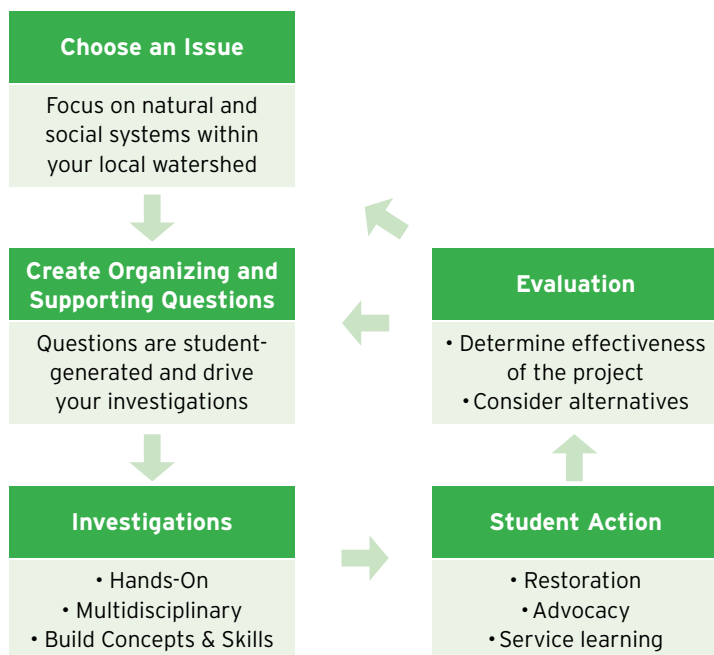 Choose an Issue
Focus on natural and
social systems within
your local watershed
Create Organizing and
Supporting Questions
Questions are student-
generated and drive
your investigations
Investigations
• Hands-On
• Multidisciplinary
• Build Concepts & Skills
Student Action
• Restoration
• Advocacy
• Service learning
Evaluation
• Determine effectiveness
of the project
• Consider alternatives